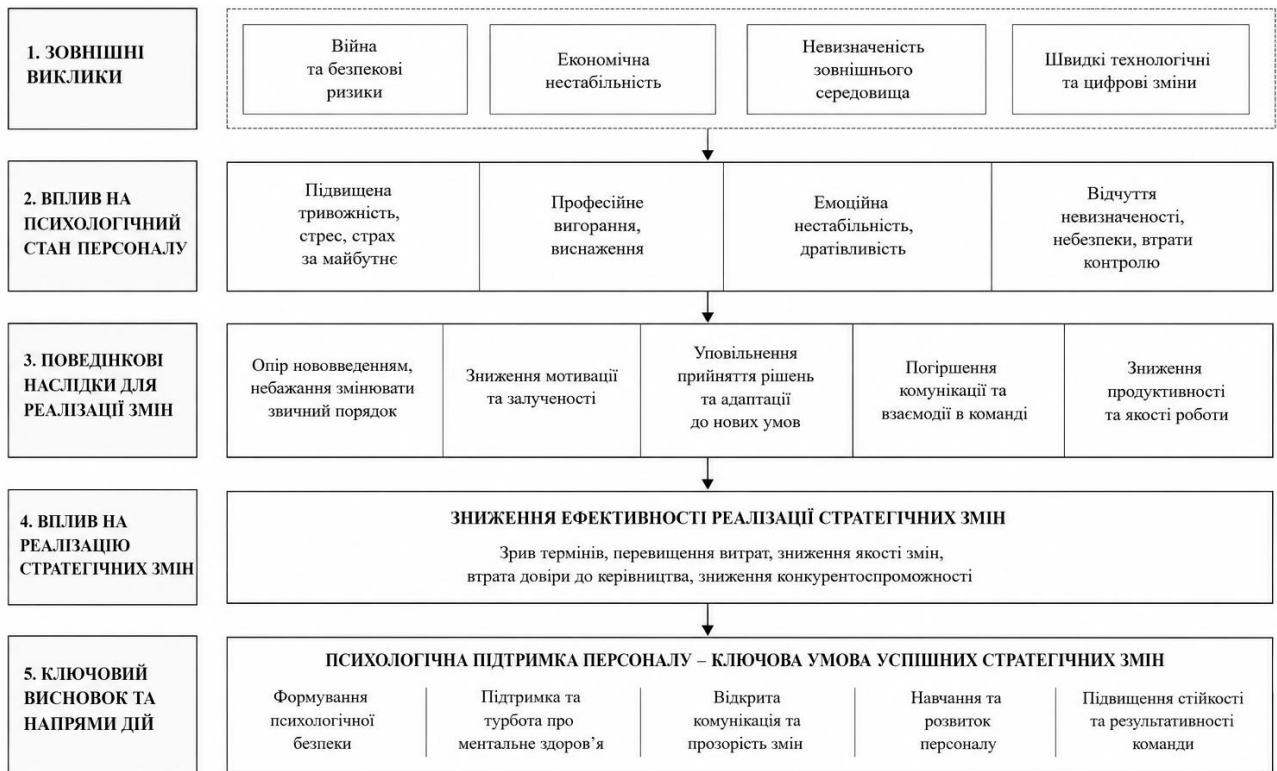 1. ЗОВНІШНІ
ВИКЛИКИ
Війна
та безпекові
ризики
Економічна
нестабільність
Невизначеність
зовнішнього
середовища
Швидкі технологічні
та цифрові зміни
2. ВПЛИВ НА
ПСИХОЛОГІЧНИЙ
СТАН ПЕРСОНАЛУ
Підвищена
тривожність,
стрес, страх
за майбутнє
Професійне
вигорання,
виснаження
Емоційна
нестабільність,
дратівливість
Відчуття
невизначеності,
небезпеки, втрати
контролю
3. ПОВЕДІНКОВІ
НАСЛІДКИ ДЛЯ
РЕАЛІЗАЦІЇ ЗМІН
Опір нововведенням,
небажання змінювати
звичний порядок
Зниження мотивації
та залученості
Уповільнення
прийняття рішень
та адаптації
до нових умов
Погіршення
комунікації та
взаємодії в команді
Зниження
продуктивності
та якості роботи
4. ВПЛИВ НА
РЕАЛІЗАЦІЮ
СТРАТЕГІЧНИХ ЗМІН
ЗНИЖЕННЯ ЕФЕКТИВНОСТІ РЕАЛІЗАЦІЇ СТРАТЕГІЧНИХ ЗМІН
Зрив термінів, перевищення витрат, зниження якості змін,
втрата довіри до керівництва, зниження конкурентоспроможності
5. КЛЮЧОВИЙ
ВИСНОВОК ТА
НАПРЯМИ ДІЙ
ПСИХОЛОГІЧНА ПІДТРИМКА ПЕРСОНАЛУ – КЛЮЧОВА УМОВА УСПІШНИХ СТРАТЕГІЧНИХ ЗМІН
Формування
психологічної
безпеки
Підтримка та
турбота про
ментальне здоров’я
Відкрита
комунікація та
прозорість змін
Навчання та
розвиток
персоналу
Підвищення стійкості
та результативності
команди